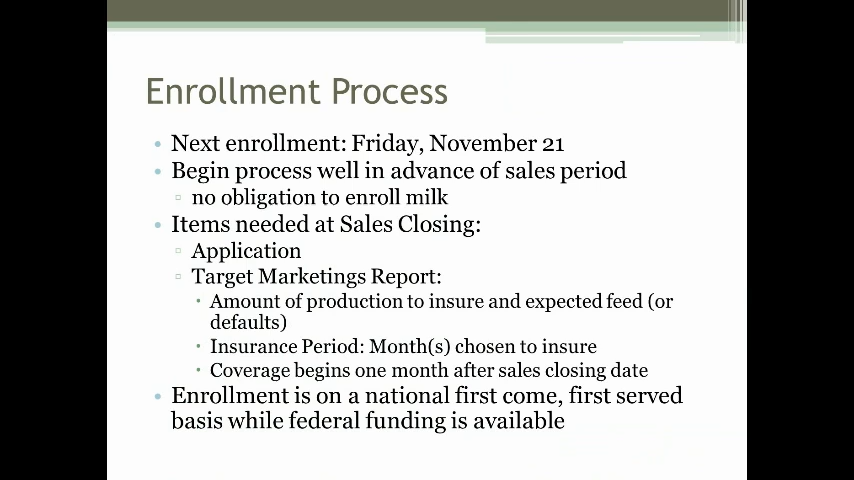 Enrollment Process
• Next enrollment: Friday, November 21
• Begin process well in advance of sales period
▫ no obligation to enroll milk
• Items needed at Sales Closing:
▫ Application
▫ Target Marketings Report:
• Amount of production to insure and expected feed (or
defaults)
• Insurance Period: Month(s) chosen to insure
• Coverage begins one month after sales closing date
• Enrollment is on a national first come, first served
basis while federal funding is available